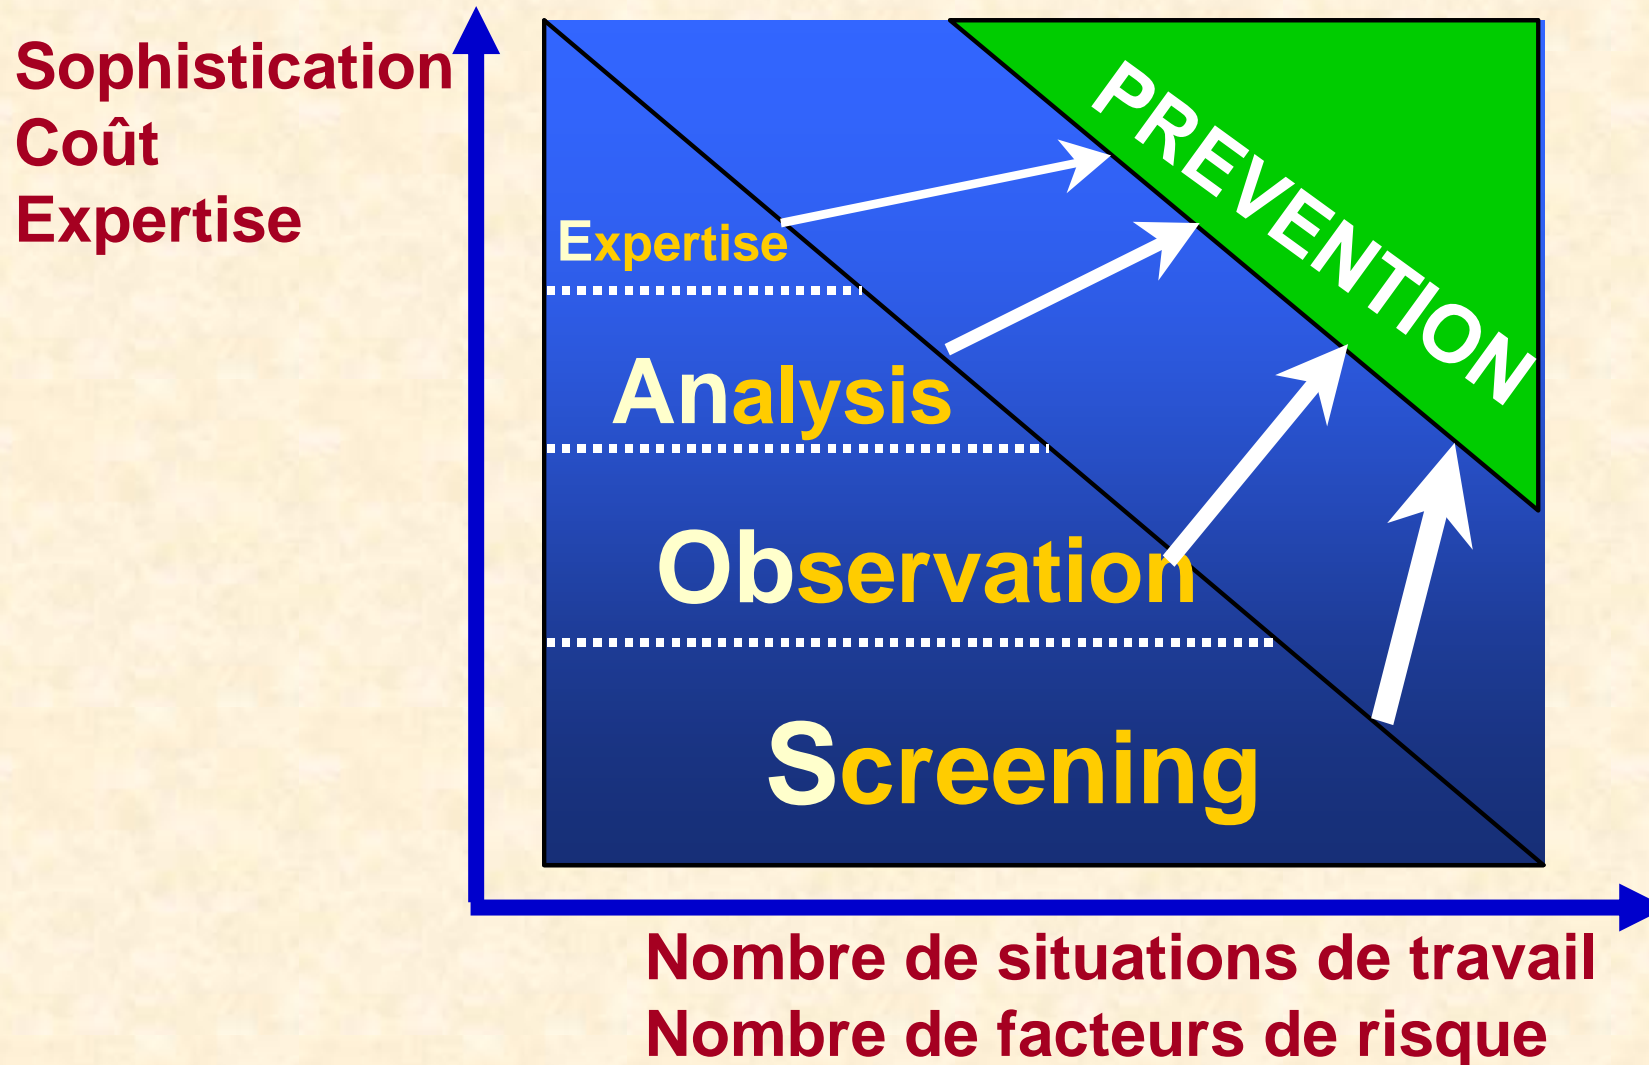 Sophistication
Coût
Expertise
PREVENTION
Expertise
Analysis
Observation
Screening
Nombre de situations de travail
Nombre de facteurs de risque